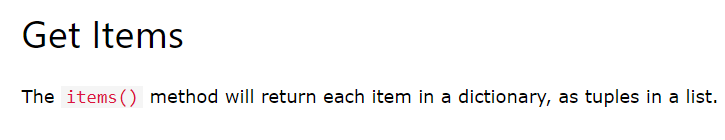 Get Items
The items() method will return each item in a dictionary, as tuples in a list.